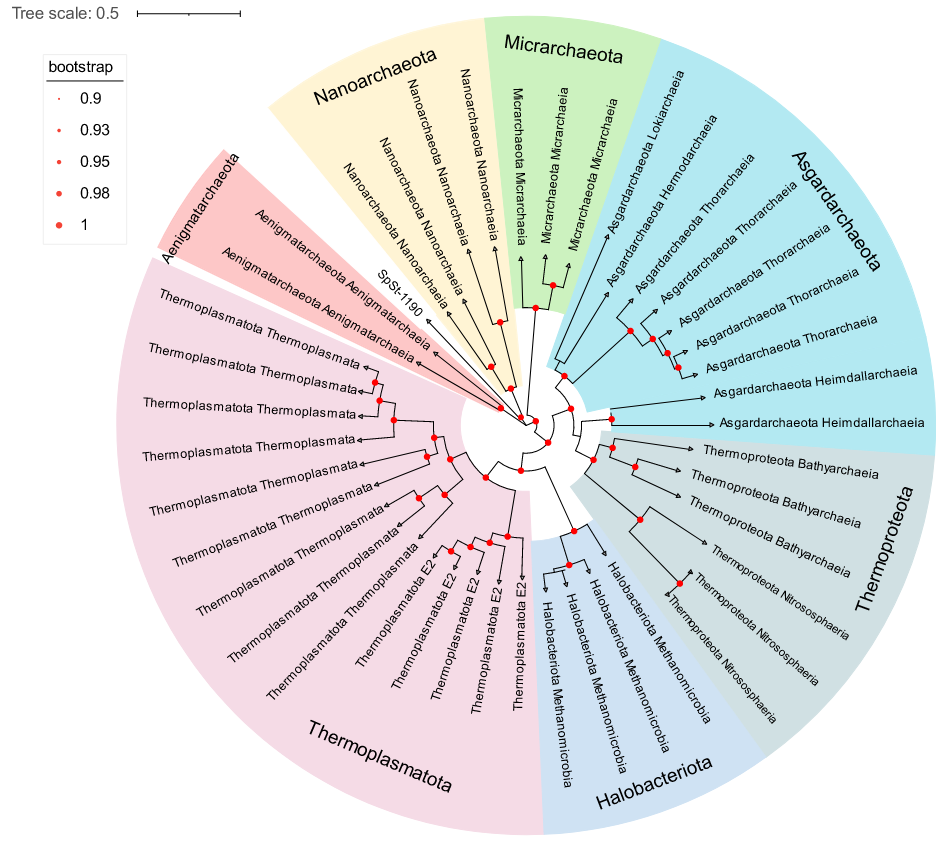 Tree scale: 0.5
bootstrap
0.9
0.93
0.95
0.98
1
Aenigmatarchaeota
Nanoarchaeota
Micrarchaeota
Asgardarchaeota
Thermoproteota
Halobacteriota
Thermoplasmatota
Aenigmatarchaeota Aenigmatarchaeia
Aenigmatarchaeota Aenigmatarchaeia
SpSt-1190
Nanoarchaeota Nanoarchaeia
Nanoarchaeota Nanoarchaeia
Nanoarchaeota Nanoarchaeia
Nanoarchaeota Nanoarchaeia
Micrarchaeota Micrarchaeia
Micrarchaeota Micrarchaeia
Micrarchaeota Micrarchaeia
Asgardarchaeota Lokiarchaeia
Asgardarchaeota Hermodarchaeia
Asgardarchaeota Thorarchaeia
Asgardarchaeota Thorarchaeia
Asgardarchaeota Thorarchaeia
Asgardarchaeota Thorarchaeia
Asgardarchaeota Thorarchaeia
Asgardarchaeota Heimdallarchaeia
Asgardarchaeota Heimdallarchaeia
Thermoproteota Bathyarchaeia
Thermoproteota Bathyarchaeia
Thermoproteota Bathyarchaeia
Thermoproteota Nitrososphaeria
Thermoproteota Nitrososphaeria
Thermoproteota Nitrososphaeria
Halobacteriota Methanomicrobia
Halobacteriota Methanomicrobia
Halobacteriota Methanomicrobia
Halobacteriota Methanomicrobia
Thermoplasmatota E2
Thermoplasmatota E2
Thermoplasmatota E2
Thermoplasmatota E2
Thermoplasmatota E2
Thermoplasmatota Thermoplasmata
Thermoplasmatota Thermoplasmata
Thermoplasmatota Thermoplasmata
Thermoplasmatota Thermoplasmata
Thermoplasmatota Thermoplasmata
Thermoplasmatota Thermoplasmata
Thermoplasmatota Thermoplasmata
Thermoplasmatota Thermoplasmata
Thermoplasmatota Thermoplasmata